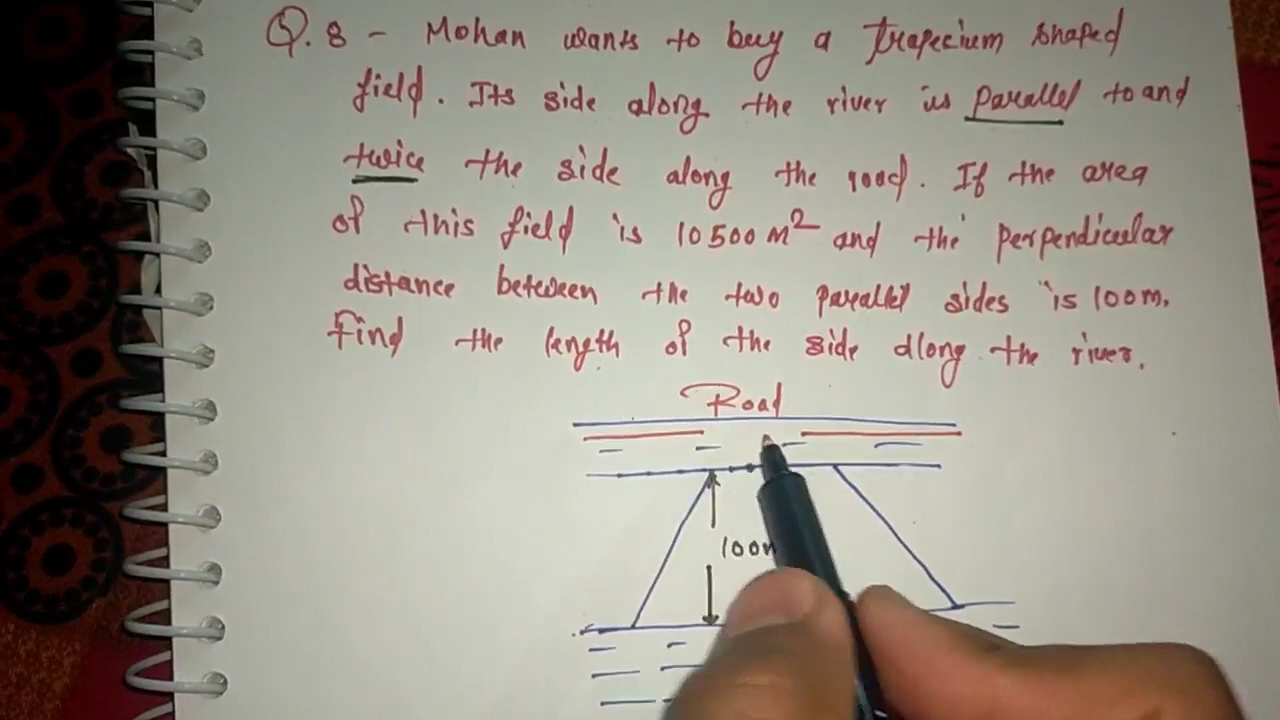 Q.8 - Mohan wants to buy a trapecium shaped
field. Its side along the river is parallel to and
twice the side along the road. If the area
of this field is 10500 m² and the perpendicular
distance between the two parallel sides is 100m.
Find the length of the side along the river.
Road
100m